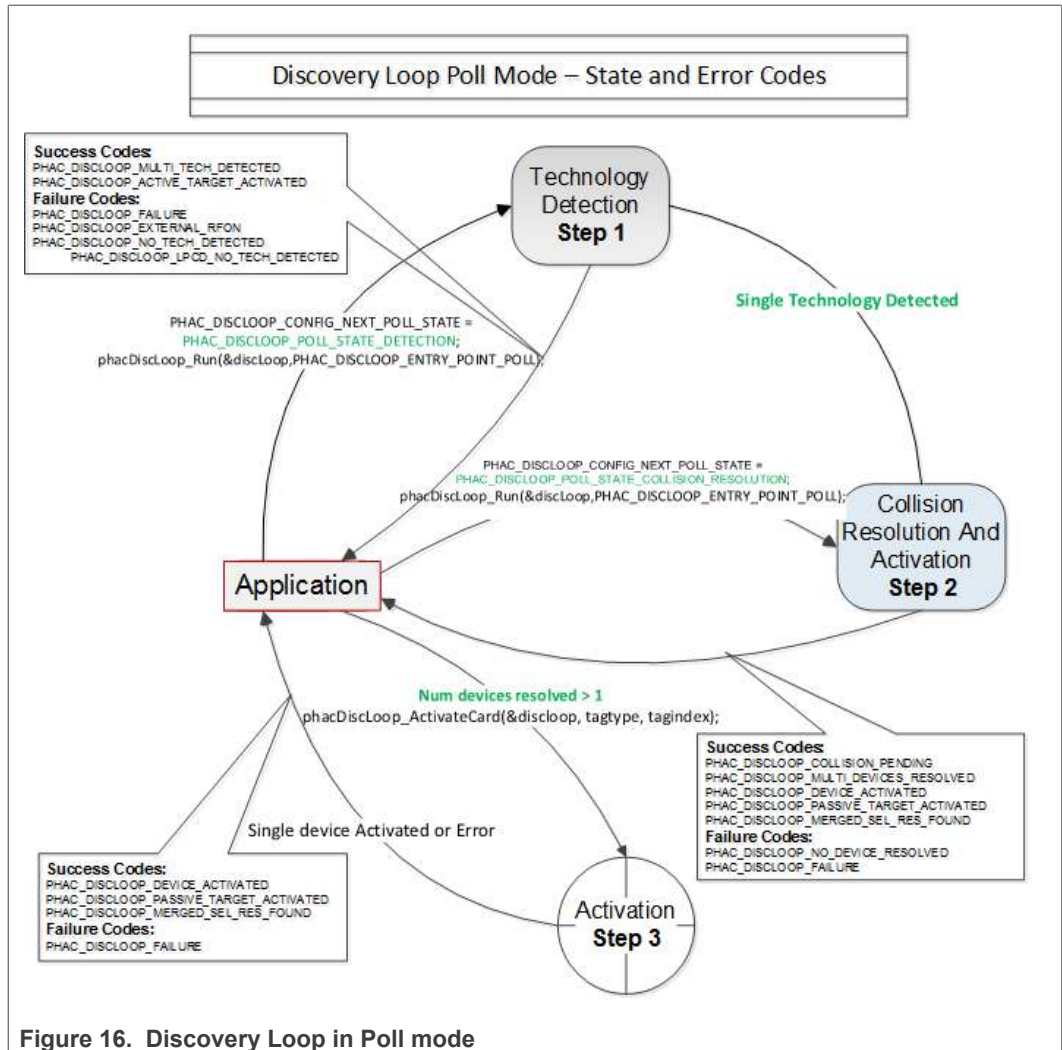 Discovery Loop Poll Mode – State and Error Codes
Success Codes:
PHAC_DISCLOOP_MULTI_TECH_DETECTED
PHAC_DISCLOOP_ACTIVE_TARGET_ACTIVATED
Failure Codes:
PHAC_DISCLOOP_FAILURE
PHAC_DISCLOOP_EXTERNAL_RFON
PHAC_DISCLOOP_NO_TECH_DETECTED
PHAC_DISCLOOP_LPCD_NO_TECH_DETECTED
Technology
Detection
Step 1
Single Technology Detected
PHAC_DISCLOOP_CONFIG_NEXT_POLL_STATE =
PHAC_DISCLOOP_POLL_STATE_DETECTION;
phacDiscLoop_Run(&discLoop,PHAC_DISCLOOP_ENTRY_POINT_POLL);
PHAC_DISCLOOP_CONFIG_NEXT_POLL_STATE =
PHAC_DISCLOOP_POLL_STATE_COLLISION_RESOLUTION;
phacDiscLoop_Run(&discLoop,PHAC_DISCLOOP_ENTRY_POINT_POLL);
Collision
Resolution And
Activation
Step 2
Application
Num devices resolved > 1
phacDiscLoop_ActivateCard(&discloop, tagtype, tagindex);
Success Codes:
PHAC_DISCLOOP_COLLISION_PENDING
PHAC_DISCLOOP_MULTI_DEVICES_RESOLVED
PHAC_DISCLOOP_DEVICE_ACTIVATED
PHAC_DISCLOOP_PASSIVE_TARGET_ACTIVATED
PHAC_DISCLOOP_MERGED_SEL_RES_FOUND
Failure Codes:
PHAC_DISCLOOP_NO_DEVICE_RESOLVED
PHAC_DISCLOOP_FAILURE
Single device Activated or Error
Success Codes:
PHAC_DISCLOOP_DEVICE_ACTIVATED
PHAC_DISCLOOP_PASSIVE_TARGET_ACTIVATED
PHAC_DISCLOOP_MERGED_SEL_RES_FOUND
Failure Codes:
PHAC_DISCLOOP_FAILURE
Activation
Step 3
Figure 16. Discovery Loop in Poll mode